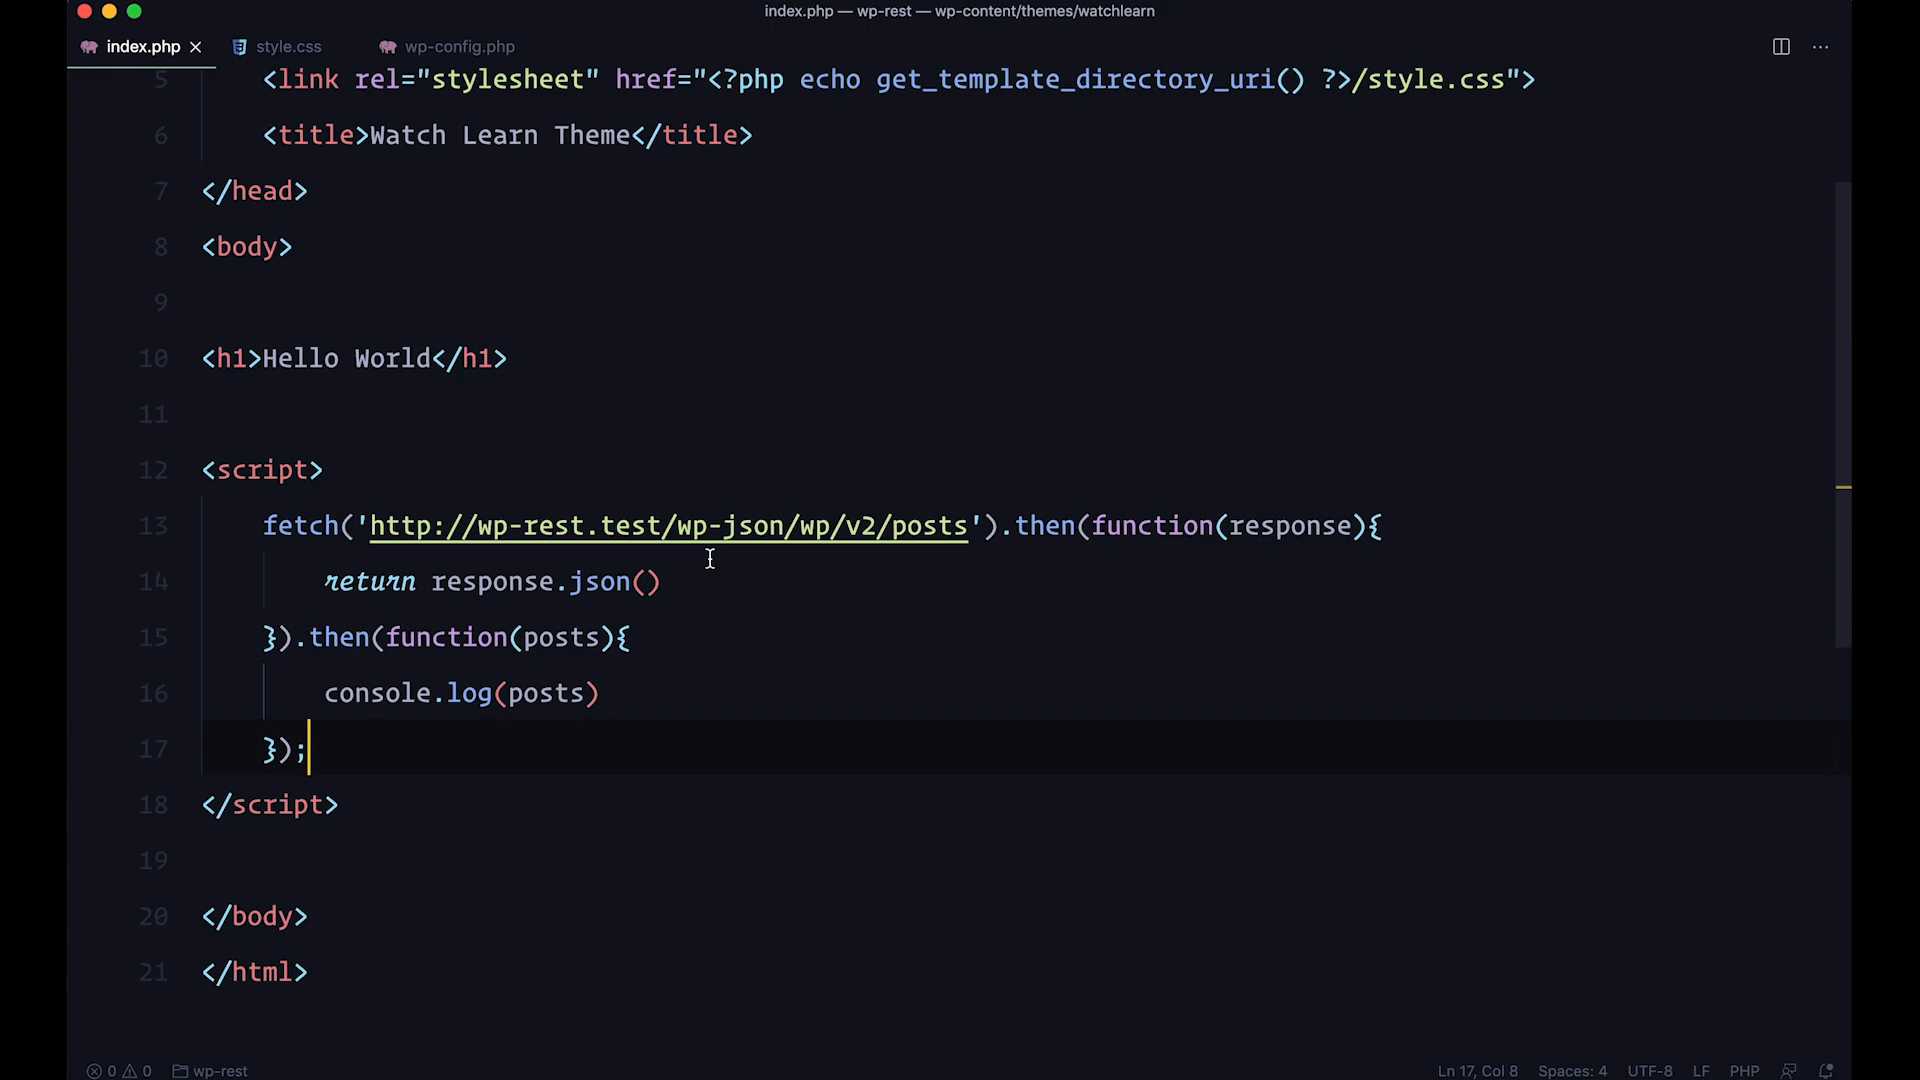 index.php — wp-rest — wp-content/themes/watchlearn
index.php style.css wp-config.php
5 <link rel="stylesheet" href="<?php echo get_template_directory_uri() ?>/style.css">
6 <title>Watch Learn Theme</title>
7 </head>
8 <body>
9
10 <h1>Hello World</h1>
11
12 <script>
13 fetch('http://wp-rest.test/wp-json/wp/v2/posts').then(function(response){
14 return response.json()
15 }).then(function(posts){
16 console.log(posts)
17 });
18 </script>
19
20 </body>
21 </html>
0 0 wp-rest Ln 17, Col 8 Spaces: 4 UTF-8 LF PHP